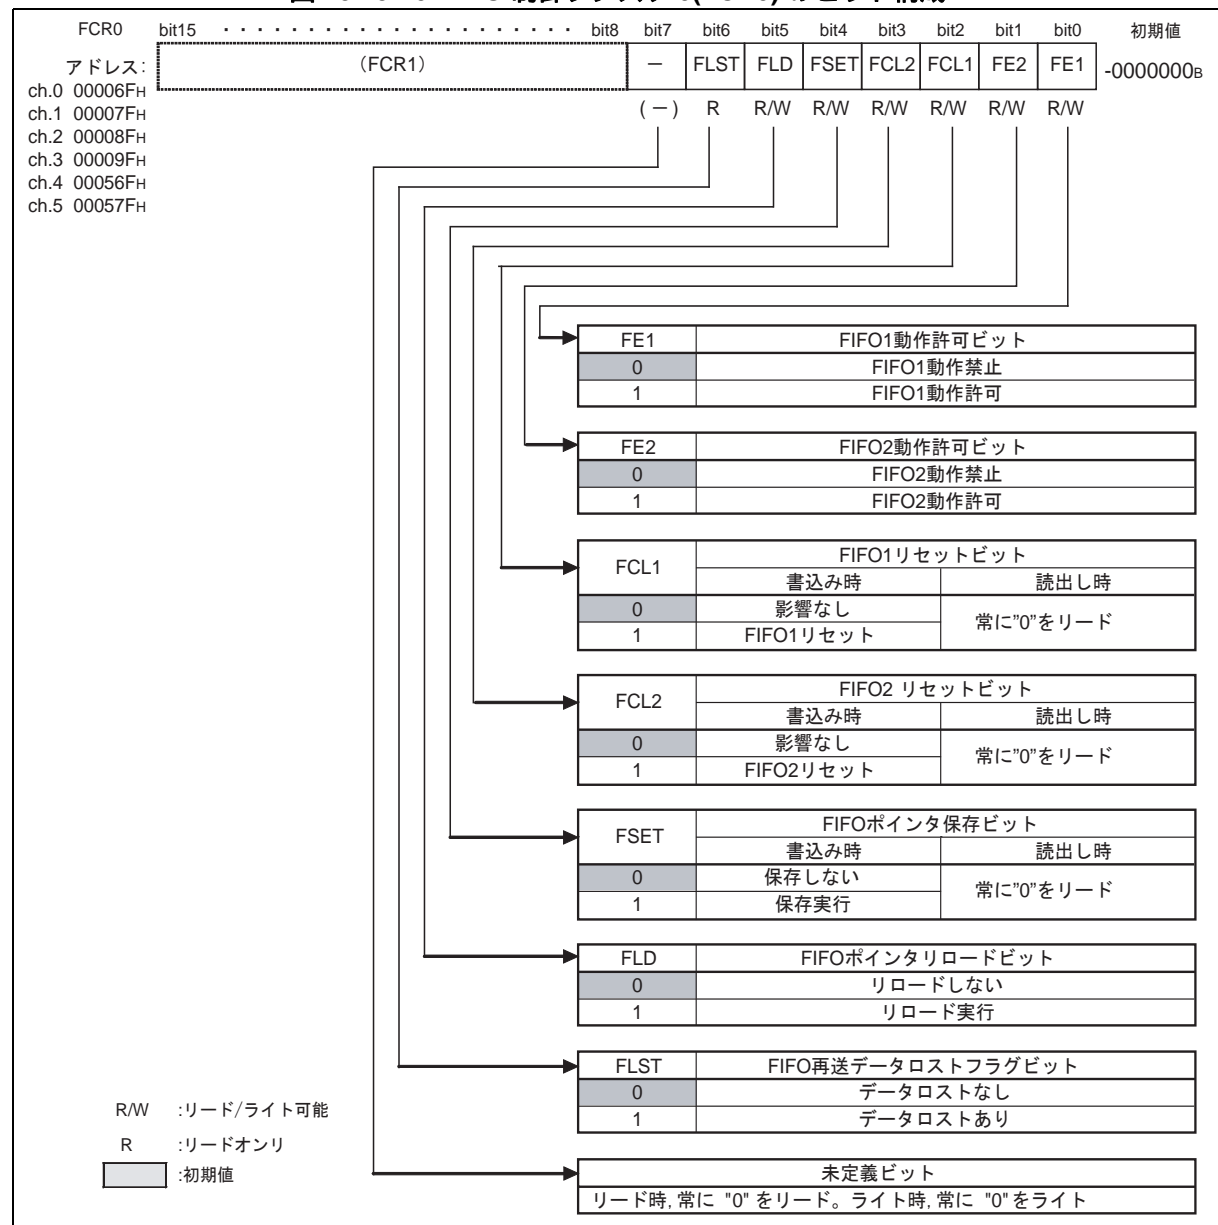 FCR0 bit15 ・・・・・・・・・・・・・・・・・・・・・・ bit8 bit7 bit6 bit5 bit4 bit3 bit2 bit1 bit0 初期値
アドレス: (FCR1) － FLST FLD FSET FCL2 FCL1 FE2 FE1 -0000000B
ch.0 00006FH
(－) R R/W R/W R/W R/W R/W R/W
ch.1 00007FH
ch.2 00008FH
ch.3 00009FH
ch.4 00056FH
ch.5 00057FH
FE1 FIFO1動作許可ビット
0 FIFO1動作禁止
1 FIFO1動作許可
FE2 FIFO2動作許可ビット
0 FIFO2動作禁止
1 FIFO2動作許可
FCL1 FIFO1リセットビット
書込み時 読出し時
0 影響なし 常に"0"をリード
1 FIFO1リセット
FCL2 FIFO2 リセットビット
書込み時 読出し時
0 影響なし 常に"0"をリード
1 FIFO2リセット
FSET FIFOポインタ保存ビット
書込み時 読出し時
0 保存しない 常に"0"をリード
1 保存実行
FLD FIFOポインタリロードビット
0 リロードしない
1 リロード実行
FLST FIFO再送データロストフラグビット
0 データロストなし
1 データロストあり
未定義ビット
リード時,常に "0" をリード。ライト時,常に "0"をライト
R/W :リード/ライト可能
R :リードオンリ
:初期値